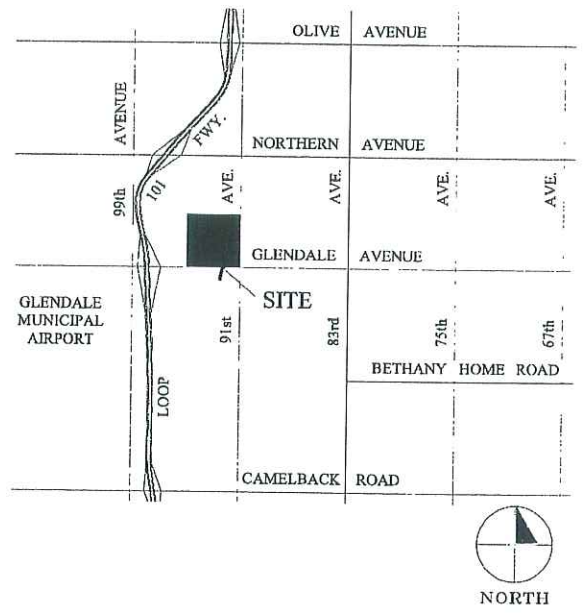 OLIVE AVENUE
99th AVENUE
101 FWY.
NORTHERN AVENUE
AVE.
AVE.
AVE.
AVE.
GLENDALE AVENUE
SITE
GLENDALE
MUNICIPAL
AIRPORT
91st
83rd
75th
67th
BETHANY HOME ROAD
LOOP
CAMELBACK ROAD
NORTH